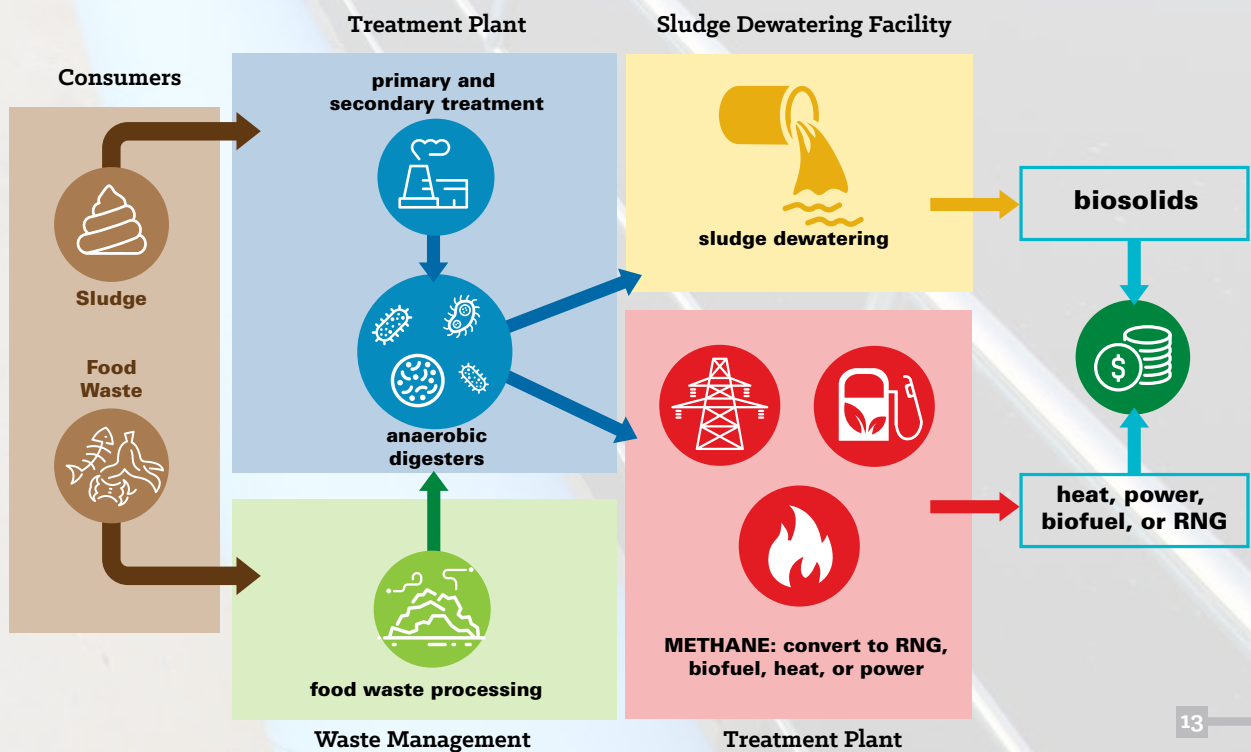 Treatment Plant
Sludge Dewatering Facility
Consumers
primary and
secondary treatment
Sludge
Food
Waste
anaerobic
digesters
sludge dewatering
biosolids
$
heat, power,
biofuel, or RNG
METHANE: convert to RNG,
biofuel, heat, or power
food waste processing
Waste Management
Treatment Plant
13